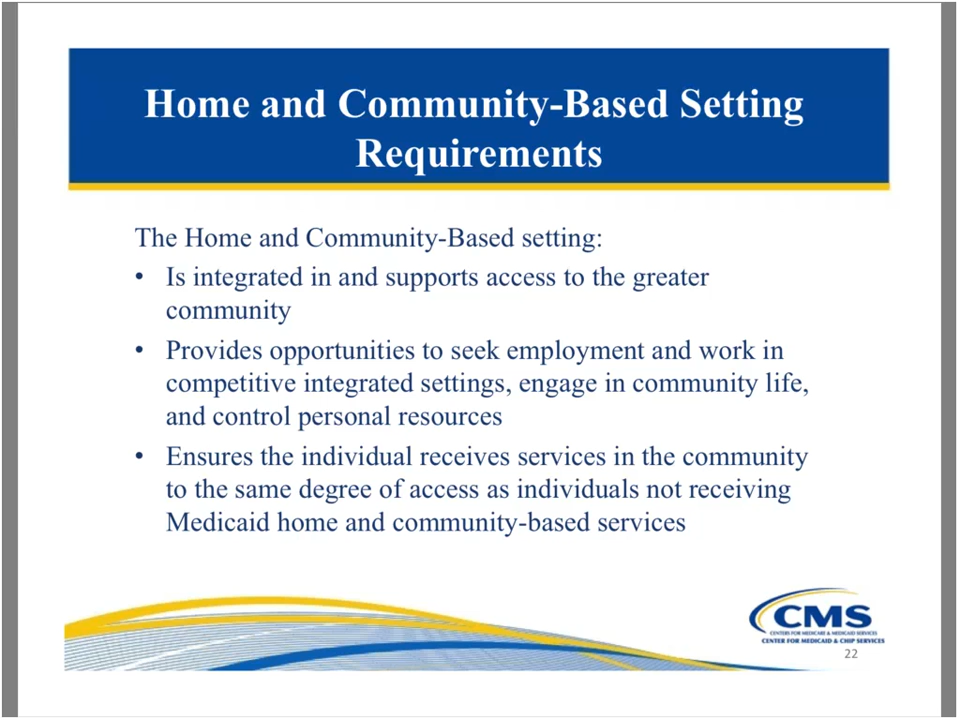 Home and Community-Based Setting
Requirements
The Home and Community-Based setting:
• Is integrated in and supports access to the greater
community
• Provides opportunities to seek employment and work in
competitive integrated settings, engage in community life,
and control personal resources
• Ensures the individual receives services in the community
to the same degree of access as individuals not receiving
Medicaid home and community-based services
CMS
CENTERS FOR MEDICARE & MEDICAID SERVICES
CENTER FOR MEDICAID & CHIP SERVICES
22